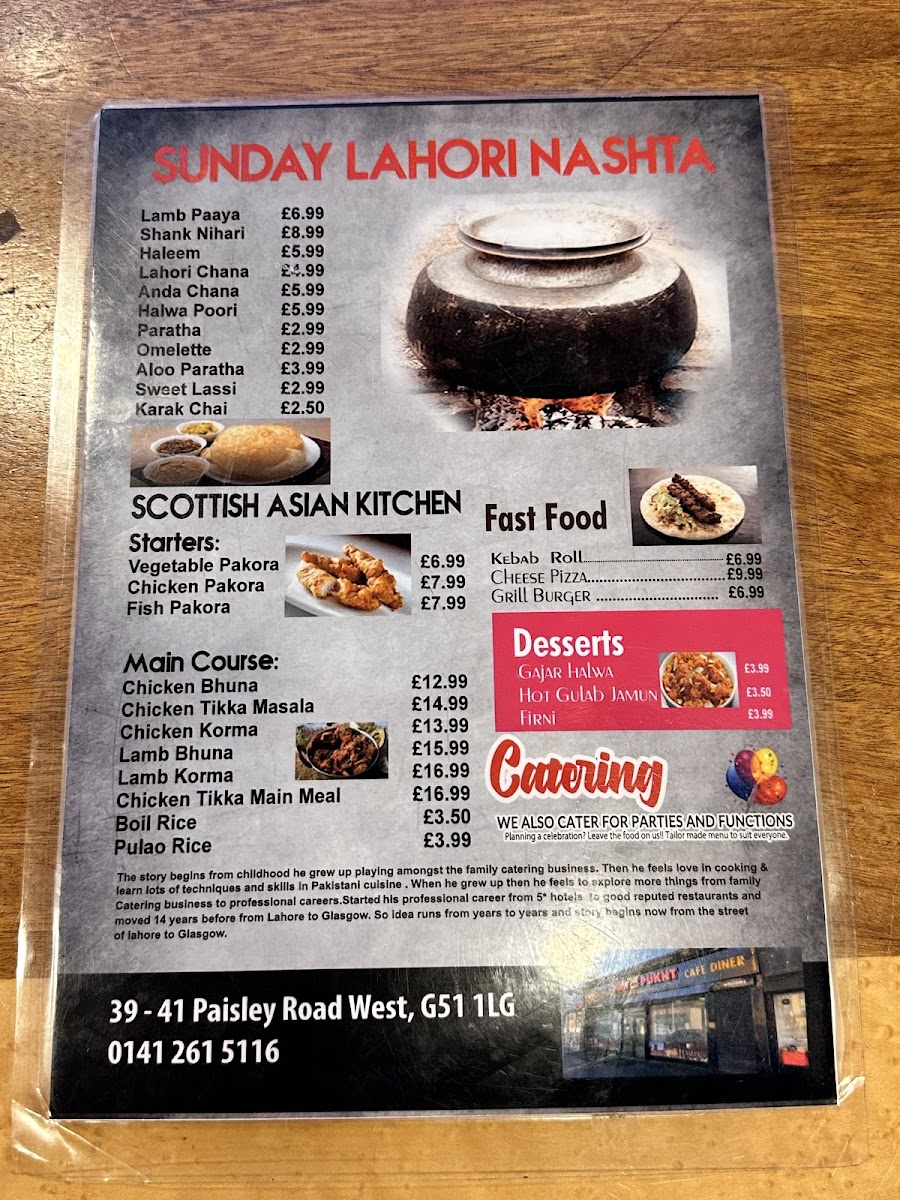 SUNDAY LAHORI NASHTA
Lamb Paaya £6.99
Shank Nihari £8.99
Haleem £5.99
Lahori Chana £4.99
Anda Chana £5.99
Halwa Poori £5.99
Paratha £2.99
Omelette £2.99
Aloo Paratha £3.99
Sweet Lassi £2.99
Karak Chai £2.50
SCOTTISH ASIAN KITCHEN
Starters:
Vegetable Pakora £6.99
Chicken Pakora £7.99
Fish Pakora £7.99
Main Course:
Chicken Bhuna £12.99
Chicken Tikka Masala £14.99
Chicken Korma £13.99
Lamb Bhuna £15.99
Lamb Korma £16.99
Chicken Tikka Main Meal £16.99
Boil Rice £3.50
Pulao Rice £3.99
Fast Food
KEBAB ROLL......................................£6.99
CHEESE PIZZA..............................£9.99
GRILL BURGER ............................ £6.99
Desserts
GAJAR HALWA £3.99
HOT GULAB JAMUN £3.50
FIRNI £3.99
Catering
WE ALSO CATER FOR PARTIES AND FUNCTIONS
Planning a celebration? Leave the food on us!! Tailor made menu to suit everyone.
The story begins from childhood he grew up playing amongst the family catering business. Then he feels love in cooking &
learn lots of techniques and skills in Pakistani cuisine . When he grew up then he feels to explore more things from family
Catering business to professional careers.Started his professional career from 5* hotels to good reputed restaurants and
moved 14 years before from Lahore to Glasgow. So idea runs from years to years and story begins now from the street
of lahore to Glasgow.
39 - 41 Paisley Road West, G51 1LG
0141 261 5116
PUKHT CAFE DINER